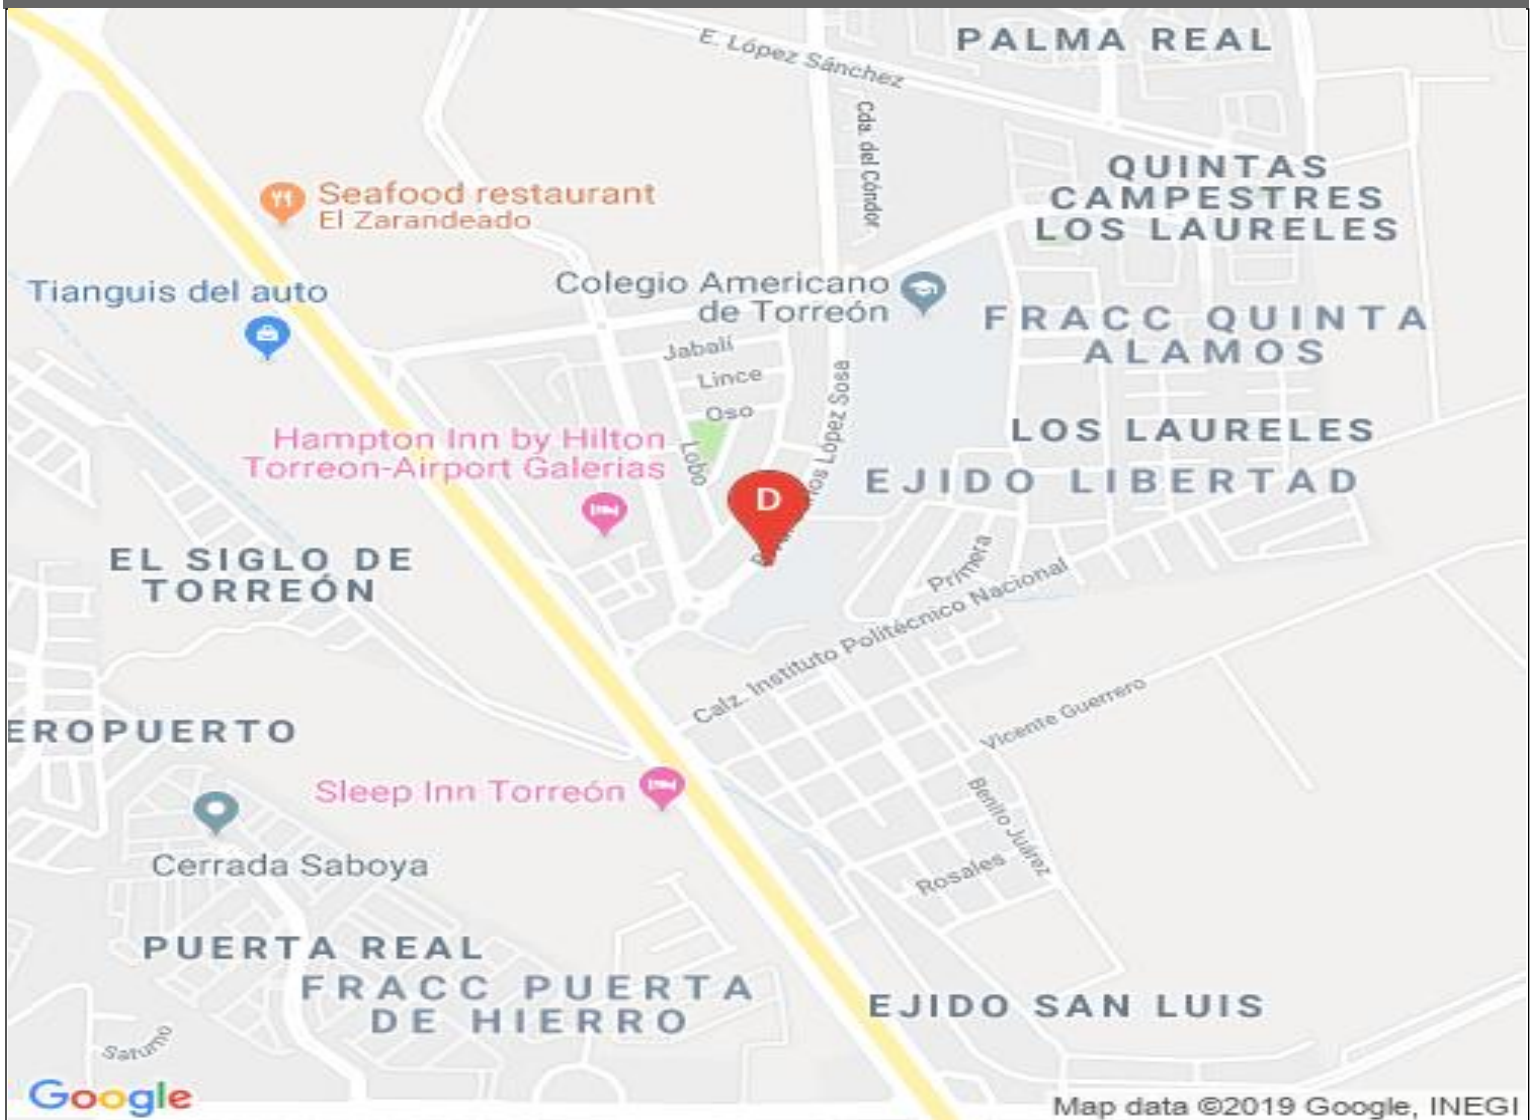 PALMA REAL
E. López Sánchez
Cda. del Cóndor
QUINTAS
CAMPESTRES
LOS LAURELES
Seafood restaurant
El Zarandeado
Tianguis del auto
Colegio Americano
de Torreón
FRACC QUINTA
ALAMOS
Jabalí
Lince
Oso
Lobo
López Sosa
LOS LAURELES
Hampton Inn by Hilton
Torreon-Airport Galerias
EJIDO LIBERTAD
D
EL SIGLO DE
TORREÓN
Primera
Calz. Instituto Politécnico Nacional
Vicente Guerrero
EROPUERTO
Sleep Inn Torreón
Benito Juárez
Cerrada Saboya
Rosales
PUERTA REAL
FRACC PUERTA
DE HIERRO
EJIDO SAN LUIS
Saturno
Google
Map data ©2019 Google, INEGI